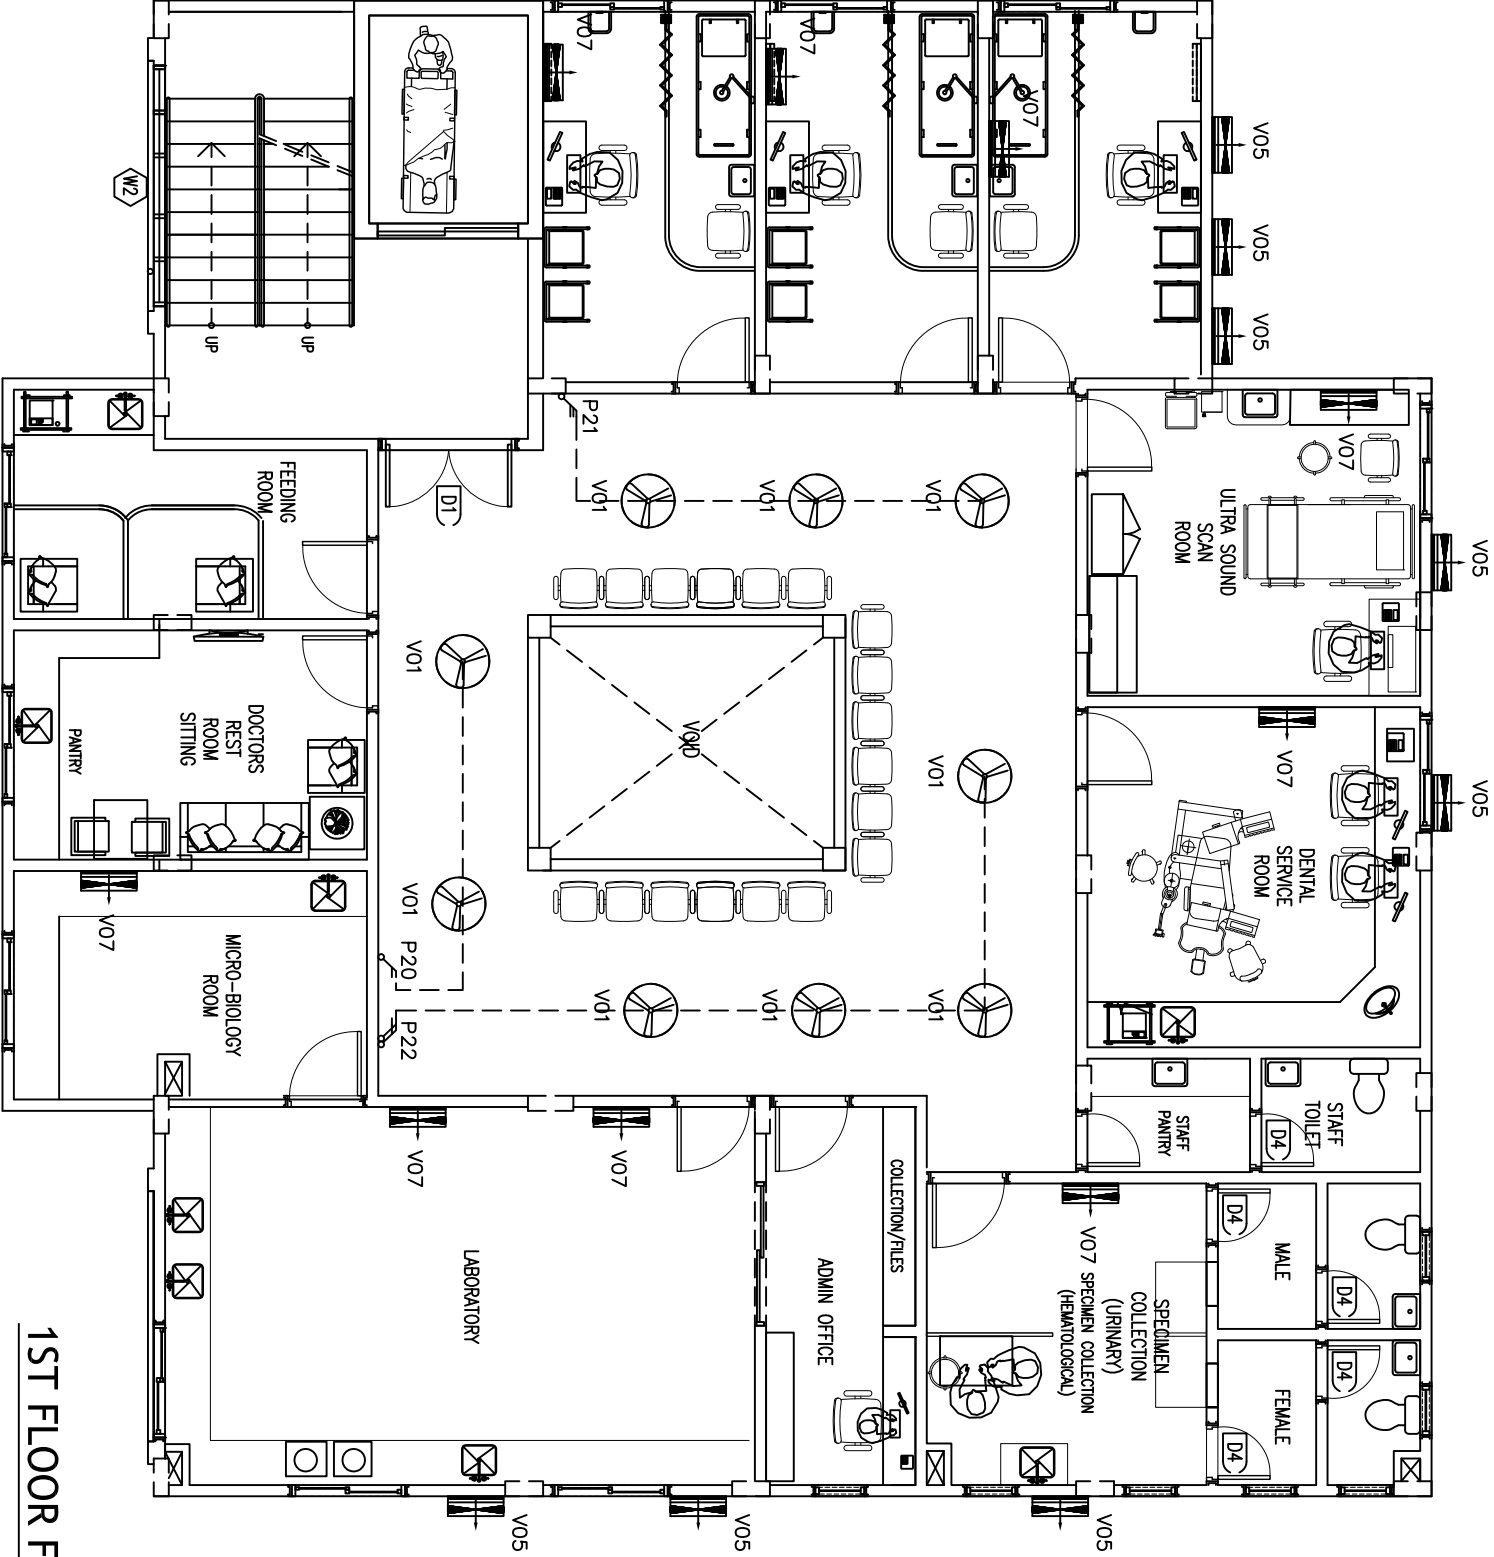 V07
V07
V07
V05
V05
V05
W2
UP
UP
P21
V07
ULTRA SOUND
SCAN
ROOM
V05
V05
FEEDING
ROOM
D1
V01
V01
V01
V01
V01
VOID
V07
DENTAL
SERVICE
ROOM
DOCTORS
REST
ROOM
SITTING
PANTRY
V01
P20
P22
V01
V01
V01
V07
MICRO-BIOLOGY
ROOM
STAFF
TOILET
D4
STAFF
PANTRY
V07
V07
COLLECTION/FILES
LABORATORY
ADMIN OFFICE
V07
SPECIMEN
COLLECTION
(URINARY)
SPECIMEN COLLECTION
(HEMATOLOGICAL)
D4
MALE
D4
D4
FEMALE
D4
V05
V05
V05
1ST FLOOR F